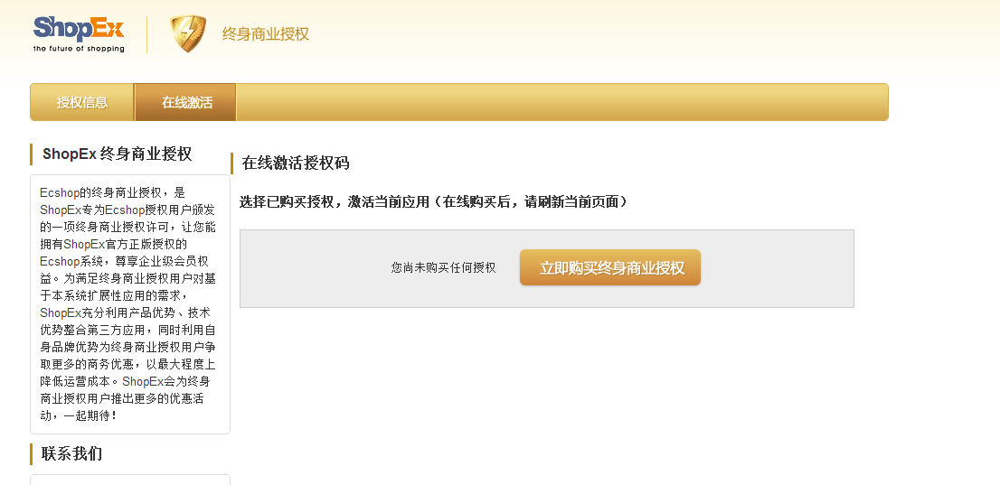 ShopEx
the future of shopping
终身商业授权
授权信息
在线激活
ShopEx 终身商业授权
Ecshop的终身商业授权，是
ShopEx专为Ecshop授权用户颁发
的一项终身商业授权许可，让您能
拥有ShopEx官方正版授权的
Ecshop系统，尊享企业级会员权
益。为满足终身商业授权用户对基
于本系统扩展性应用的需求，
ShopEx充分利用产品优势、技术
优势整合第三方应用，同时利用自
身品牌优势为终身商业授权用户争
取更多的商务优惠，以最大程度上
降低运营成本。ShopEx会为终身
商业授权用户推出更多的优惠活
动，一起期待！
联系我们
在线激活授权码
选择已购买授权，激活当前应用（在线购买后，请刷新当前页面）
您尚未购买任何授权
立即购买终身商业授权